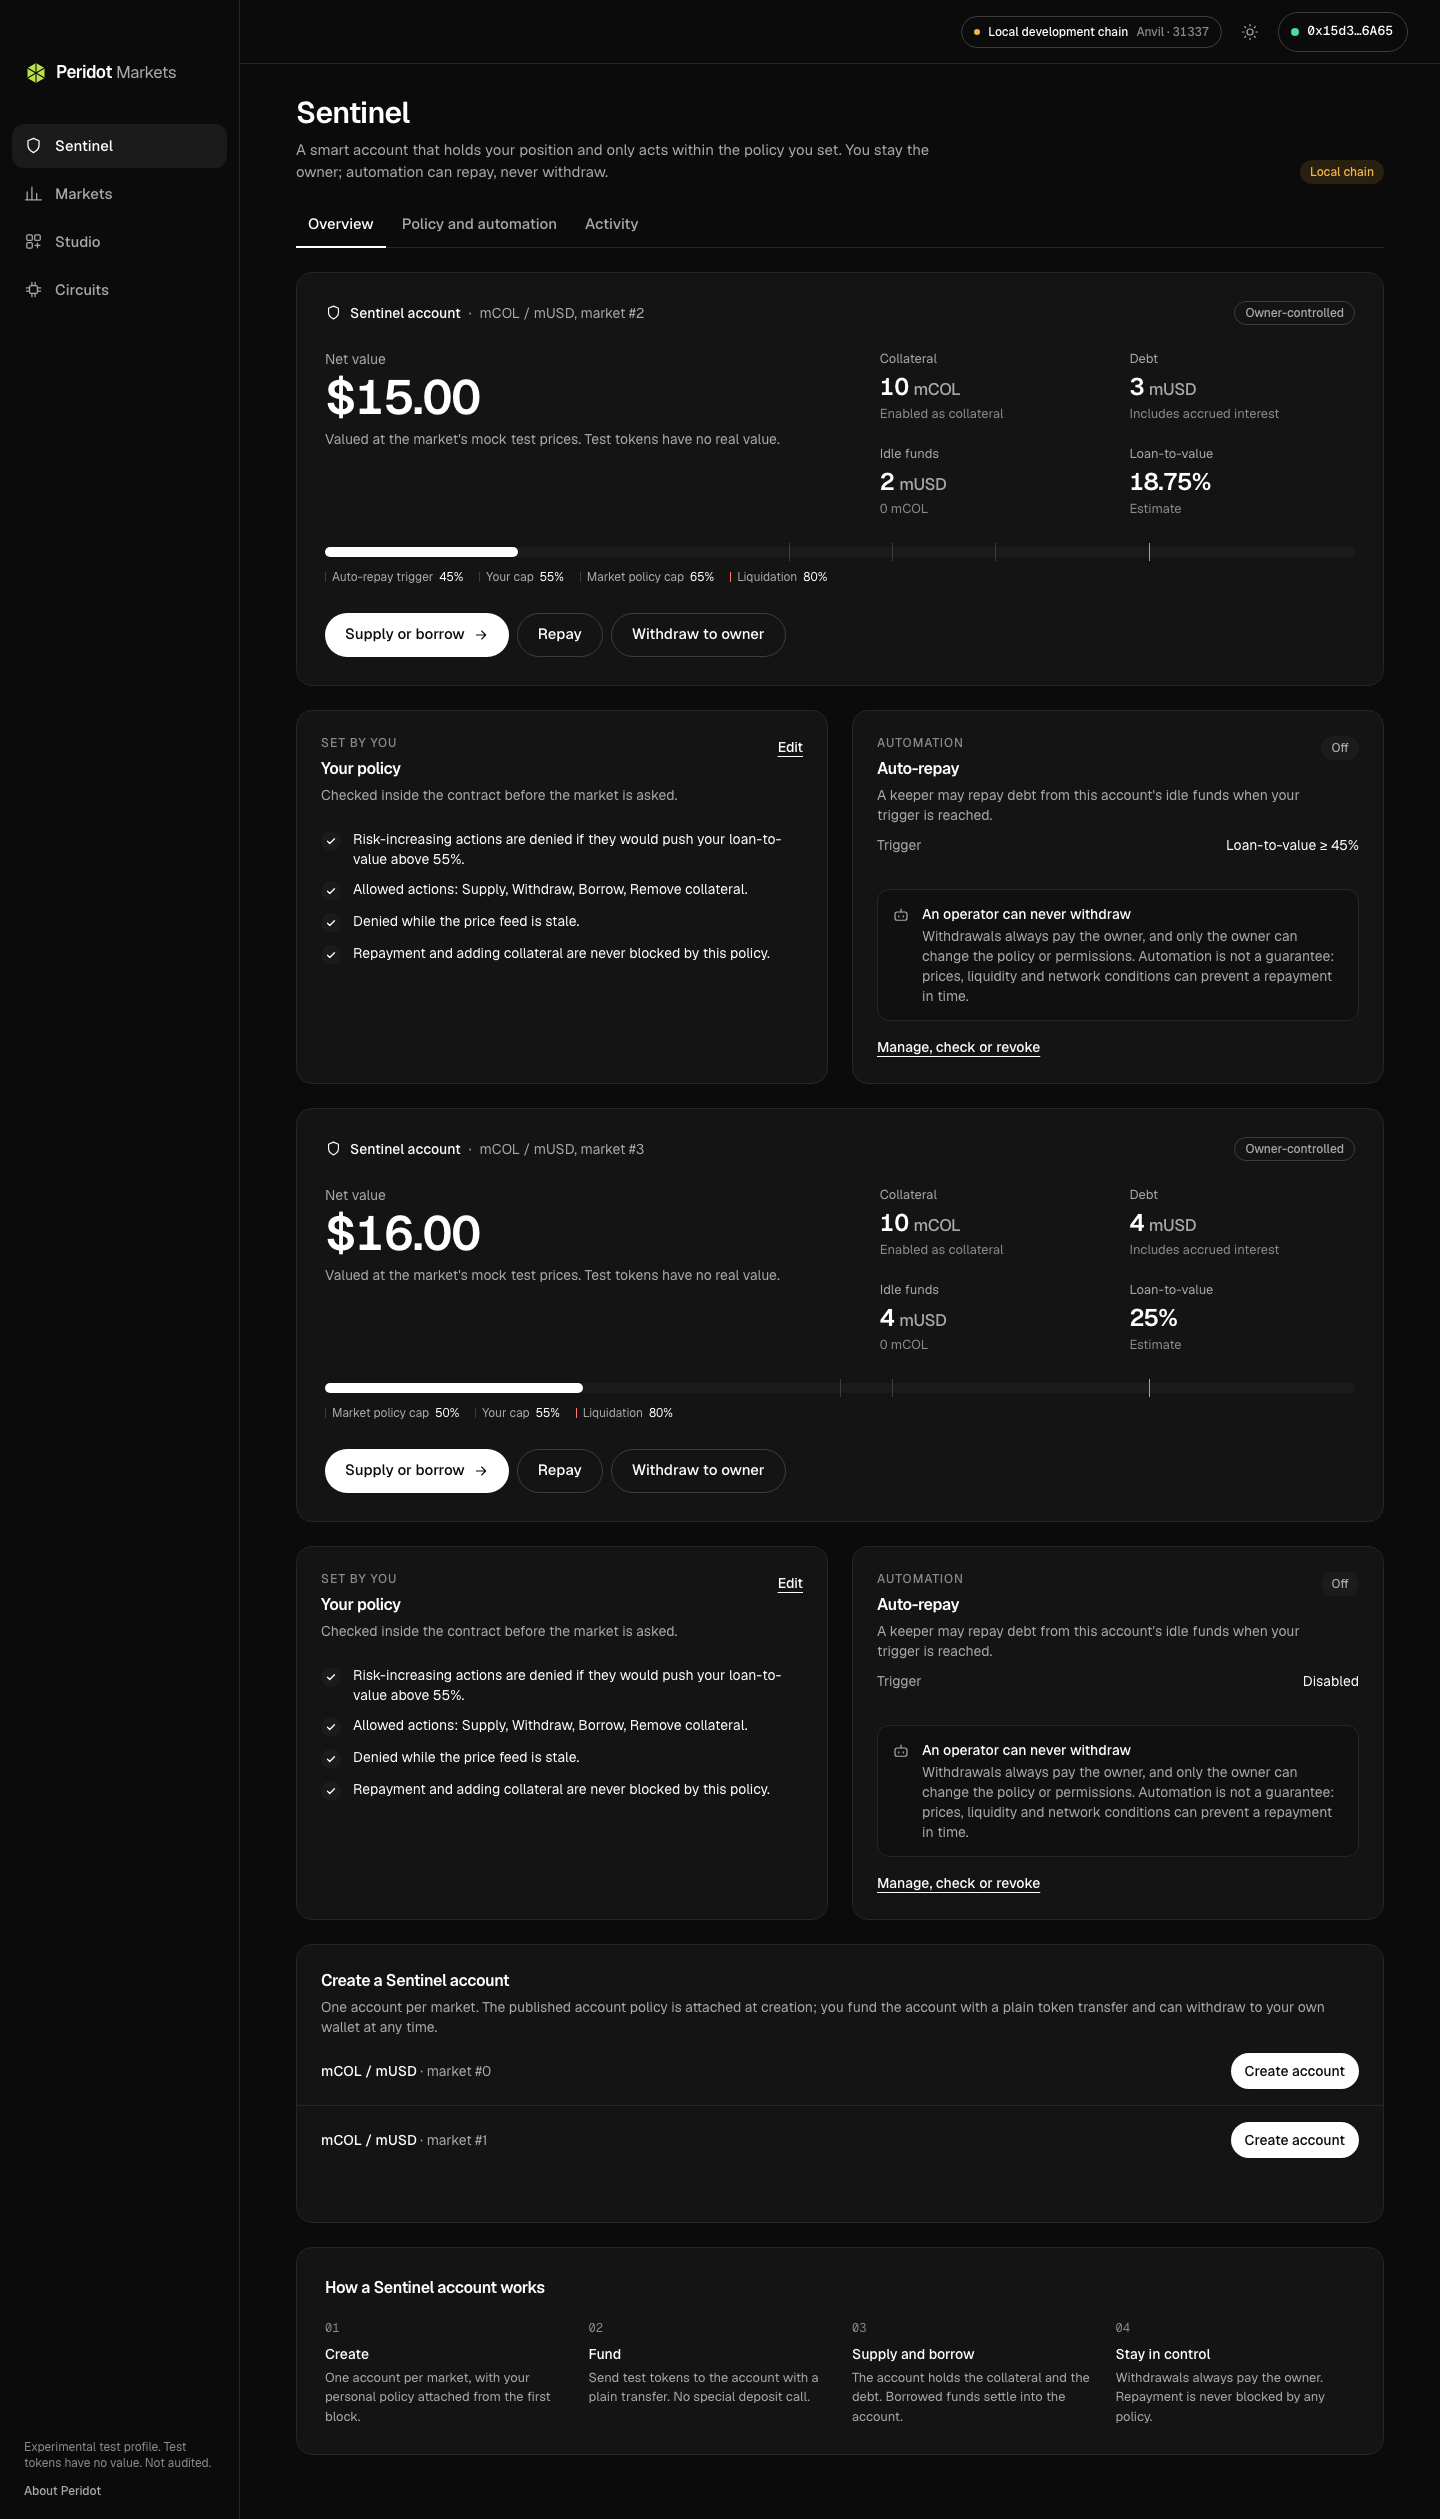 Local development chain Anvil · 31337
0x15d3…6A65
Peridot Markets
Sentinel
Markets
Studio
Circuits
Sentinel
A smart account that holds your position and only acts within the policy you set. You stay the
owner; automation can repay, never withdraw.
Local chain
Overview Policy and automation Activity
Sentinel account · mCOL / mUSD, market #2
Owner-controlled
Net value
$15.00
Valued at the market's mock test prices. Test tokens have no real value.
Collateral
10 mCOL
Enabled as collateral
Debt
3 mUSD
Includes accrued interest
Idle funds
2 mUSD
0 mCOL
Loan-to-value
18.75%
Estimate
Auto-repay trigger 45% Your cap 55% Market policy cap 65% Liquidation 80%
Supply or borrow → Repay Withdraw to owner
SET BY YOU
Edit
Your policy
Checked inside the contract before the market is asked.
Risk-increasing actions are denied if they would push your loan-to-
value above 55%.
Allowed actions: Supply, Withdraw, Borrow, Remove collateral.
Denied while the price feed is stale.
Repayment and adding collateral are never blocked by this policy.
AUTOMATION
Off
Auto-repay
A keeper may repay debt from this account's idle funds when your
trigger is reached.
Trigger Loan-to-value ≥ 45%
An operator can never withdraw
Withdrawals always pay the owner, and only the owner can
change the policy or permissions. Automation is not a guarantee:
prices, liquidity and network conditions can prevent a repayment
in time.
Manage, check or revoke
Sentinel account · mCOL / mUSD, market #3
Owner-controlled
Net value
$16.00
Valued at the market's mock test prices. Test tokens have no real value.
Collateral
10 mCOL
Enabled as collateral
Debt
4 mUSD
Includes accrued interest
Idle funds
4 mUSD
0 mCOL
Loan-to-value
25%
Estimate
Market policy cap 50% Your cap 55% Liquidation 80%
Supply or borrow → Repay Withdraw to owner
SET BY YOU
Edit
Your policy
Checked inside the contract before the market is asked.
Risk-increasing actions are denied if they would push your loan-to-
value above 55%.
Allowed actions: Supply, Withdraw, Borrow, Remove collateral.
Denied while the price feed is stale.
Repayment and adding collateral are never blocked by this policy.
AUTOMATION
Off
Auto-repay
A keeper may repay debt from this account's idle funds when your
trigger is reached.
Trigger Disabled
An operator can never withdraw
Withdrawals always pay the owner, and only the owner can
change the policy or permissions. Automation is not a guarantee:
prices, liquidity and network conditions can prevent a repayment
in time.
Manage, check or revoke
Create a Sentinel account
One account per market. The published account policy is attached at creation; you fund the account with a plain token transfer and can withdraw to your own
wallet at any time.
mCOL / mUSD · market #0 Create account
mCOL / mUSD · market #1 Create account
How a Sentinel account works
01
Create
One account per market, with your
personal policy attached from the first
block.
02
Fund
Send test tokens to the account with a
plain transfer. No special deposit call.
03
Supply and borrow
The account holds the collateral and the
debt. Borrowed funds settle into the
account.
04
Stay in control
Withdrawals always pay the owner.
Repayment is never blocked by any
policy.
Experimental test profile. Test
tokens have no value. Not audited.
About Peridot